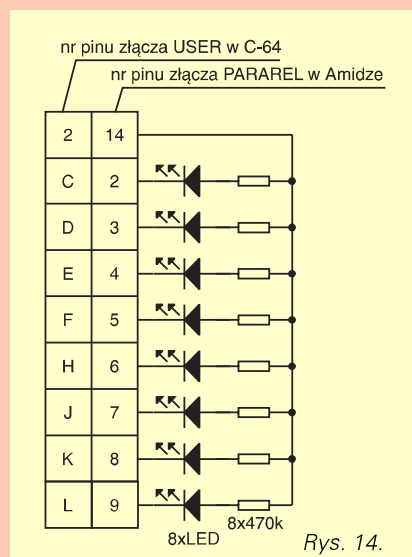 nr pinu złącza USER w C-64
nr pinu złącza PARAREL w Amidze
2 14
C 2
D 3
E 4
F 5
H 6
J 7
K 8
L 9
8xLED
8x470k
Rys. 14.